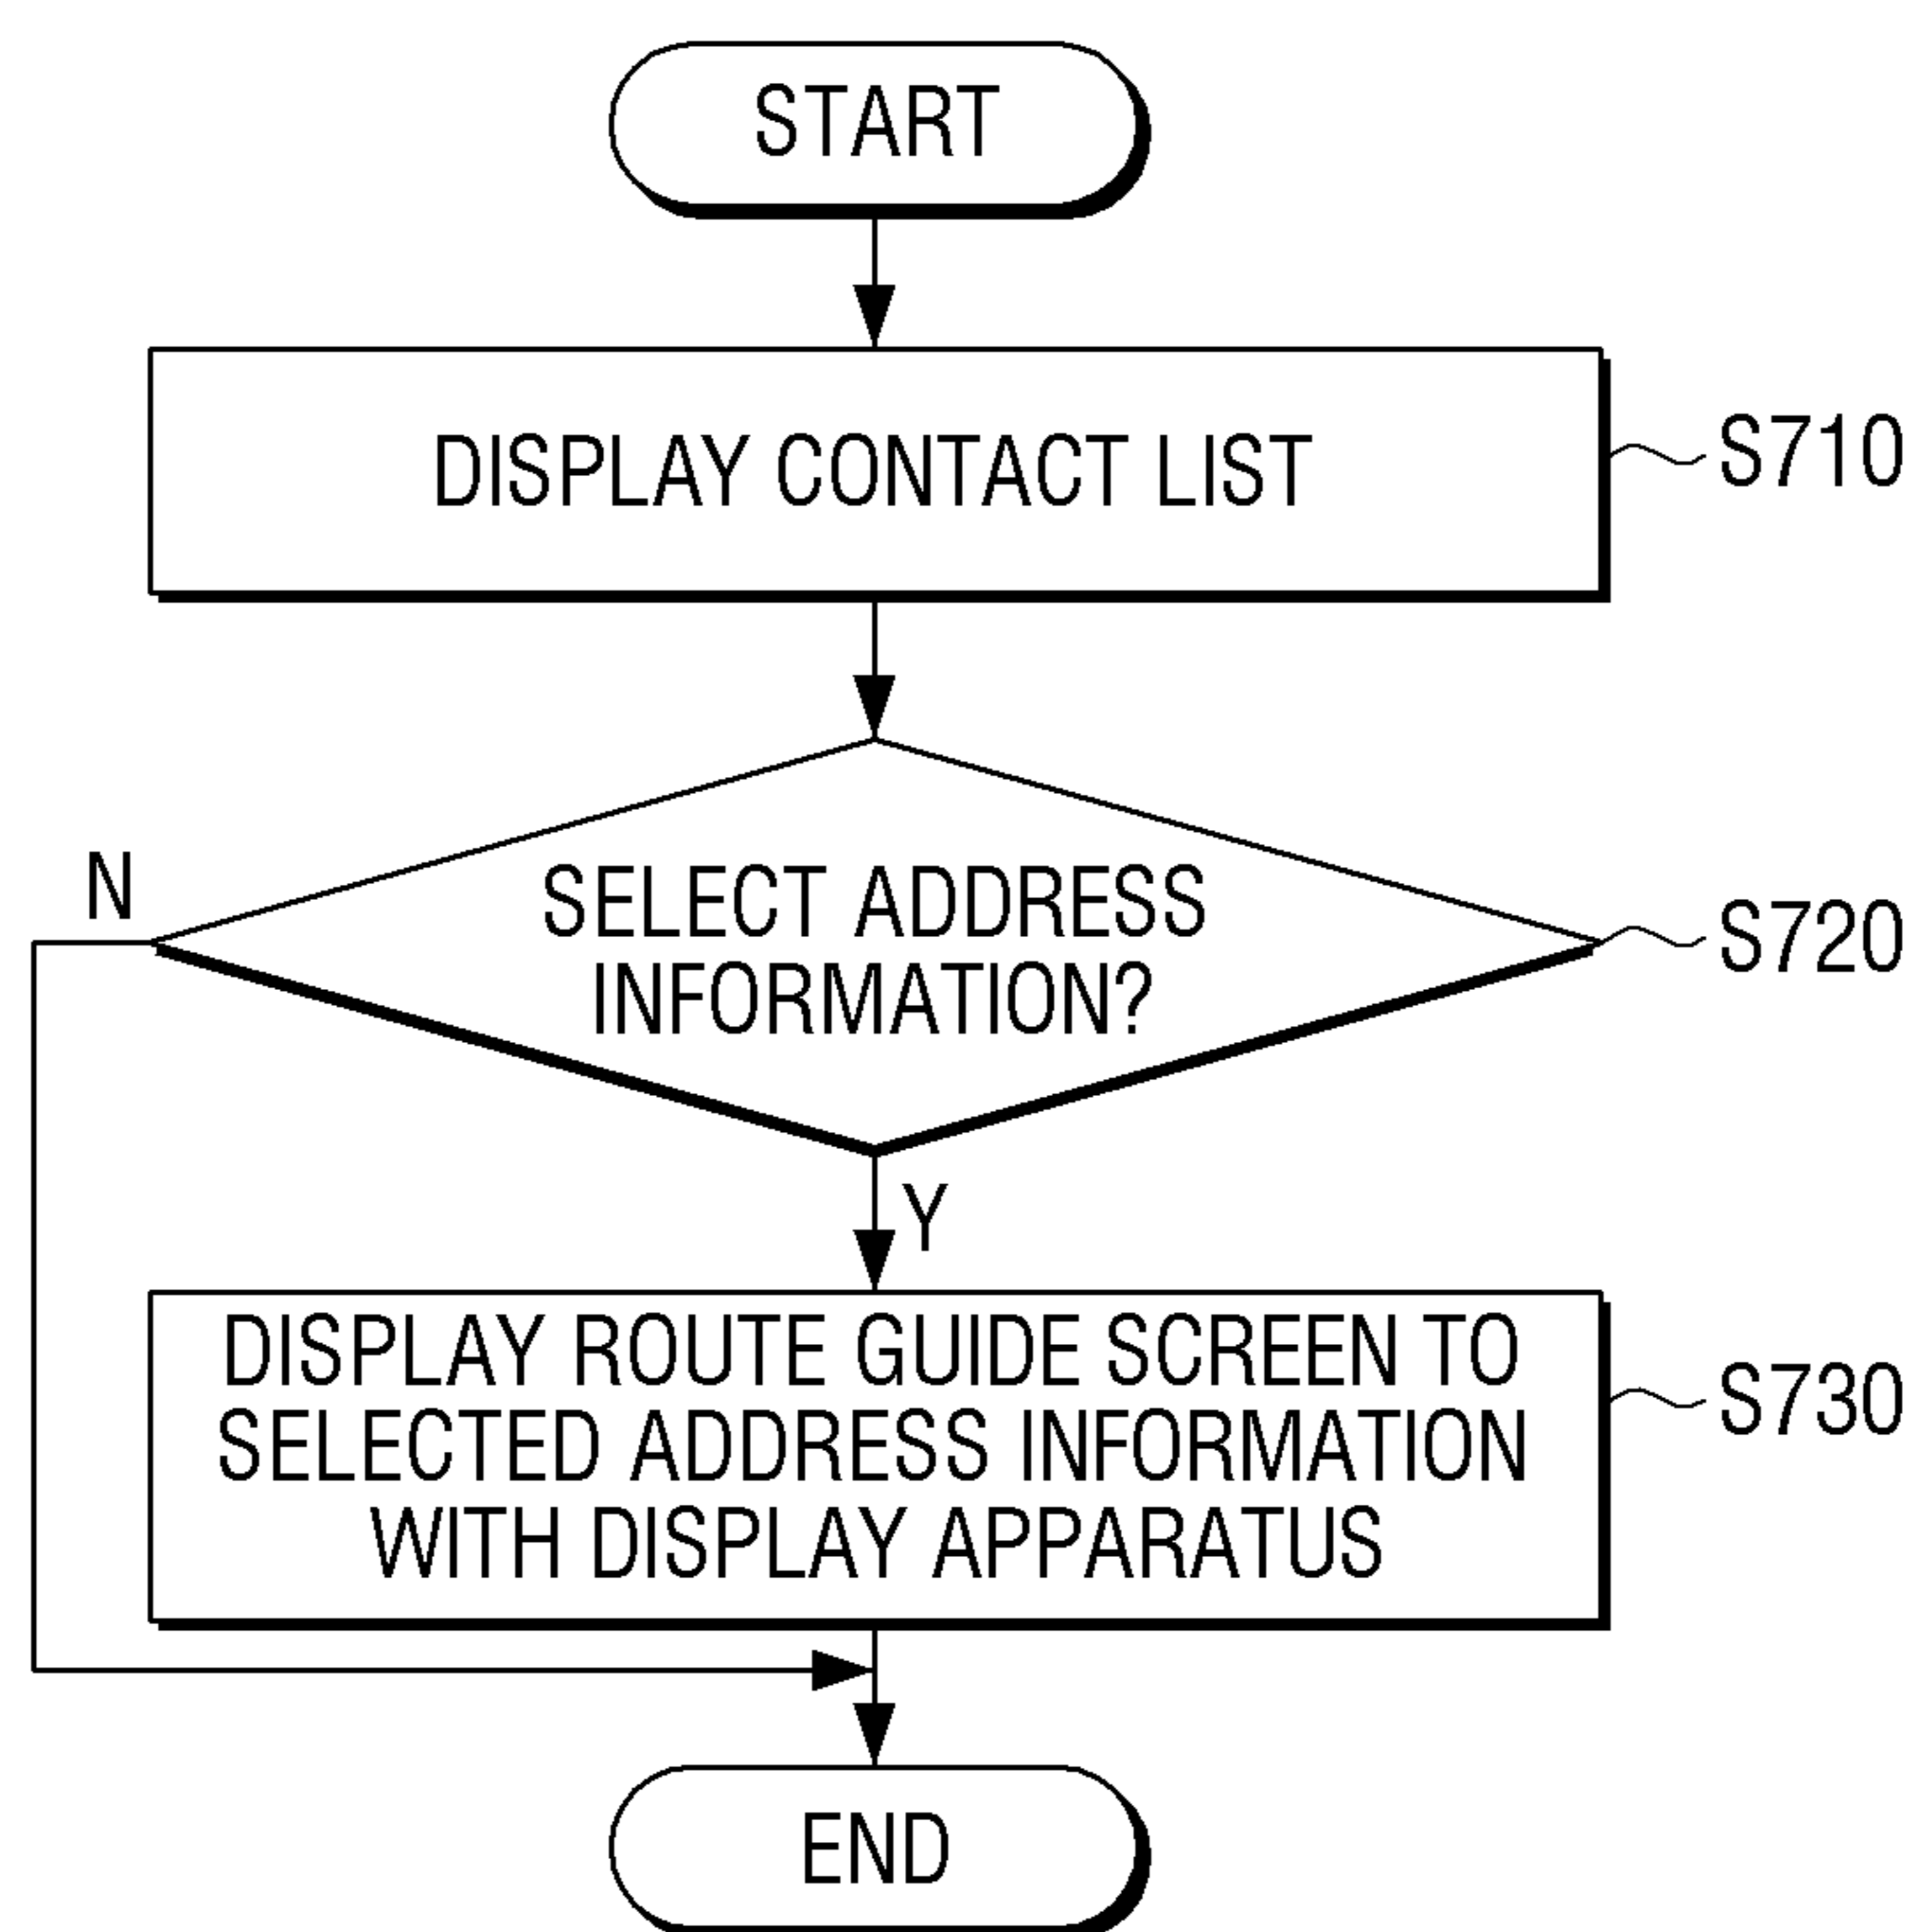 START
DISPLAY CONTACT LIST
S710
N
SELECT ADDRESS
INFORMATION?
S720
Y
DISPLAY ROUTE GUIDE SCREEN TO
SELECTED ADDRESS INFORMATION
WITH DISPLAY APPARATUS
S730
END